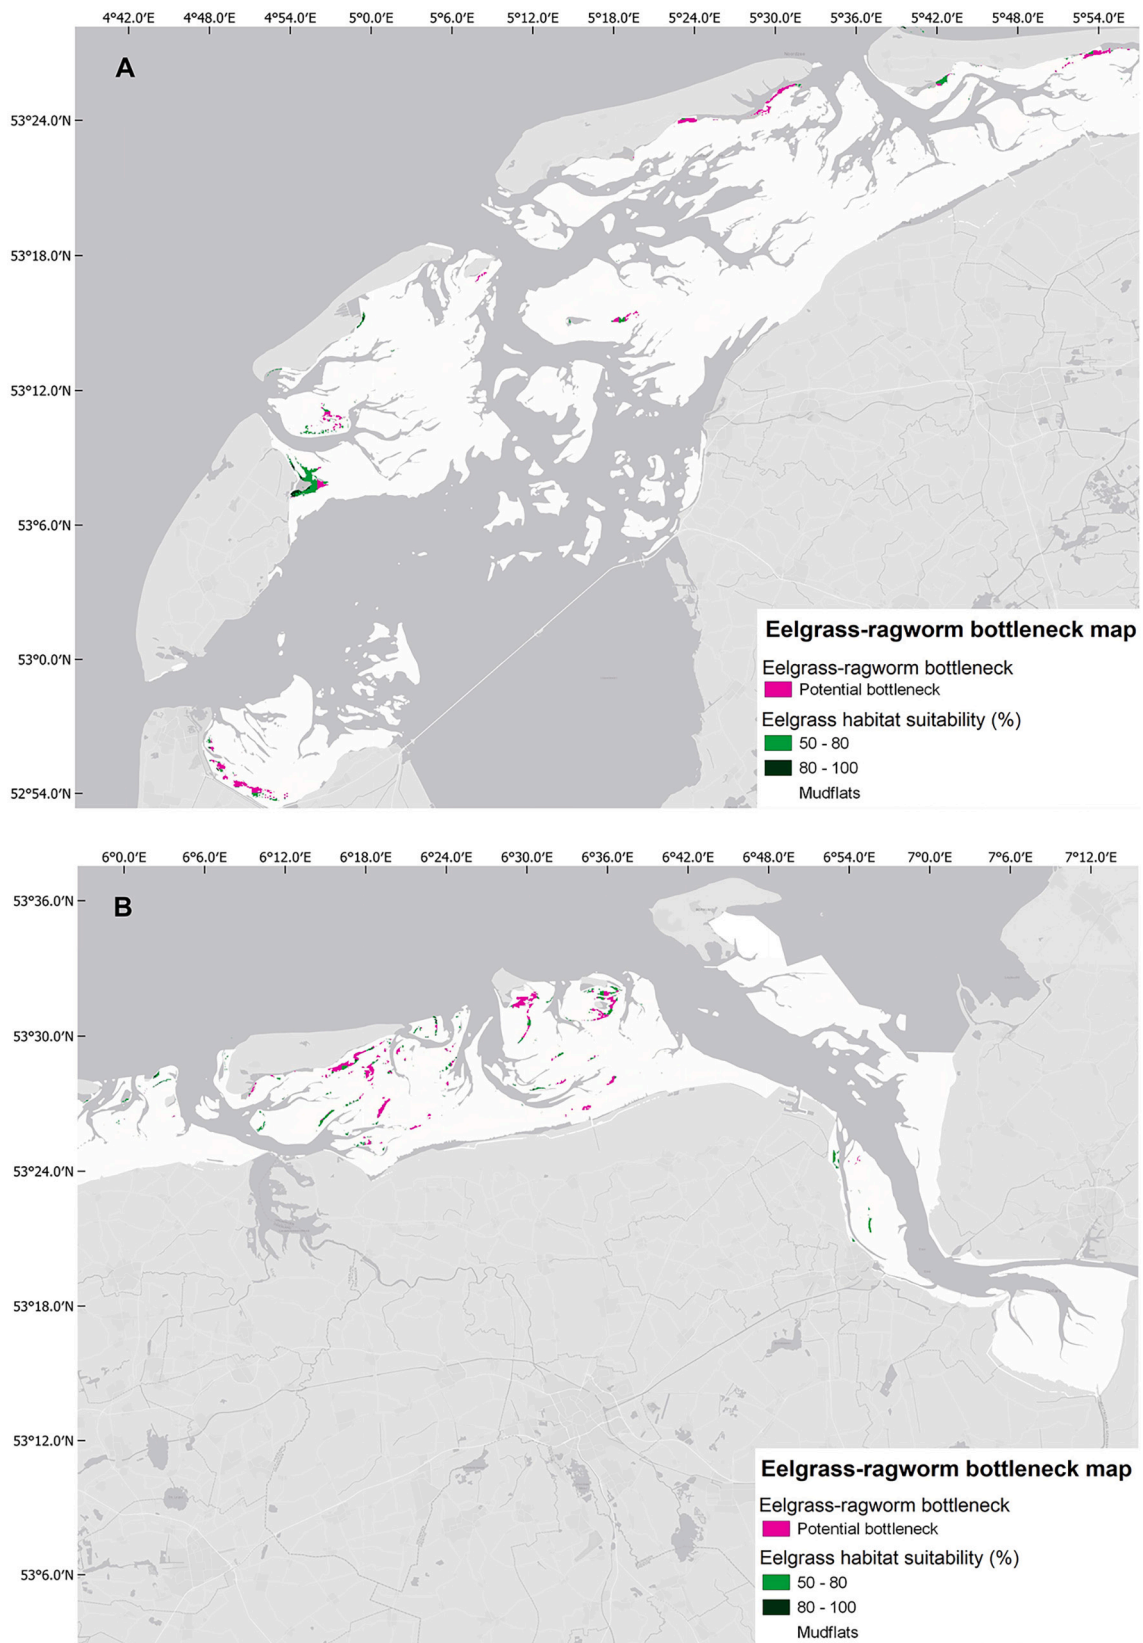 4°42.0'E 4°48.0'E 4°54.0'E 5°0.0'E 5°6.0'E 5°12.0'E 5°18.0'E 5°24.0'E 5°30.0'E 5°36.0'E 5°42.0'E 5°48.0'E 5°54.0'E
A
53°24.0'N
53°18.0'N
53°12.0'N
53°6.0'N
53°0.0'N
52°54.0'N
Eelgrass-ragworm bottleneck map
Eelgrass-ragworm bottleneck
Potential bottleneck
Eelgrass habitat suitability (%)
50 - 80
80 - 100
Mudflats
6°0.0'E 6°6.0'E 6°12.0'E 6°18.0'E 6°24.0'E 6°30.0'E 6°36.0'E 6°42.0'E 6°48.0'E 6°54.0'E 7°0.0'E 7°6.0'E 7°12.0'E
B
53°36.0'N
53°30.0'N
53°24.0'N
53°18.0'N
53°12.0'N
53°6.0'N
Eelgrass-ragworm bottleneck map
Eelgrass-ragworm bottleneck
Potential bottleneck
Eelgrass habitat suitability (%)
50 - 80
80 - 100
Mudflats